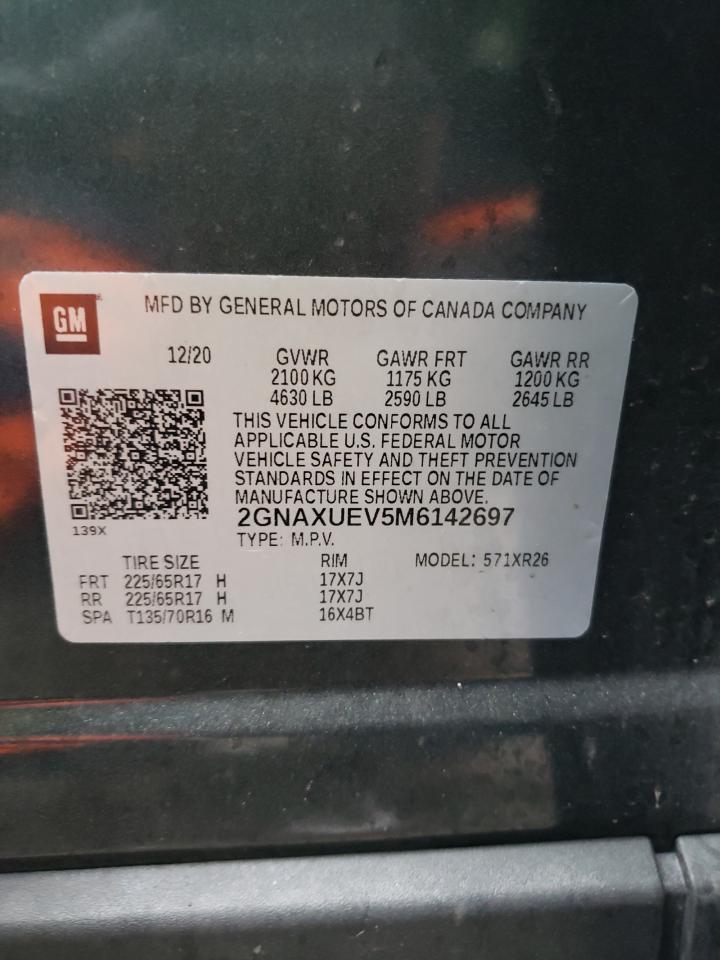 GM
MFD BY GENERAL MOTORS OF CANADA COMPANY
12/20 GVWR GAWR FRT GAWR RR
2100 KG 1175 KG 1200 KG
4630 LB 2590 LB 2645 LB
THIS VEHICLE CONFORMS TO ALL
APPLICABLE U.S. FEDERAL MOTOR
VEHICLE SAFETY AND THEFT PREVENTION
STANDARDS IN EFFECT ON THE DATE OF
MANUFACTURE SHOWN ABOVE.
2GNAXUEV5M6142697
139X
TYPE: M.P.V.
TIRE SIZE RIM MODEL: 571XR26
FRT 225/65R17 H 17X7J
RR 225/65R17 H 17X7J
SPA T135/70R16 M 16X4BT